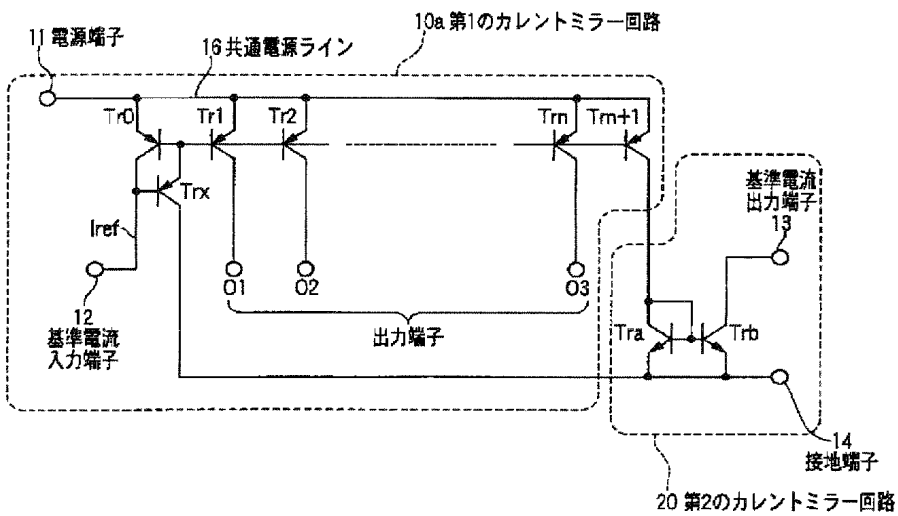 10a 第1のカレントミラー回路
11 電源端子
16 共通電源ライン
Tr0
Tr1
Tr2
Trn
Trn+1
Trx
基準電流
出力端子
13
Iref
O1
O2
O3
12
基準電流
入力端子
出力端子
Tra
Trb
14
接地端子
20 第2のカレントミラー回路